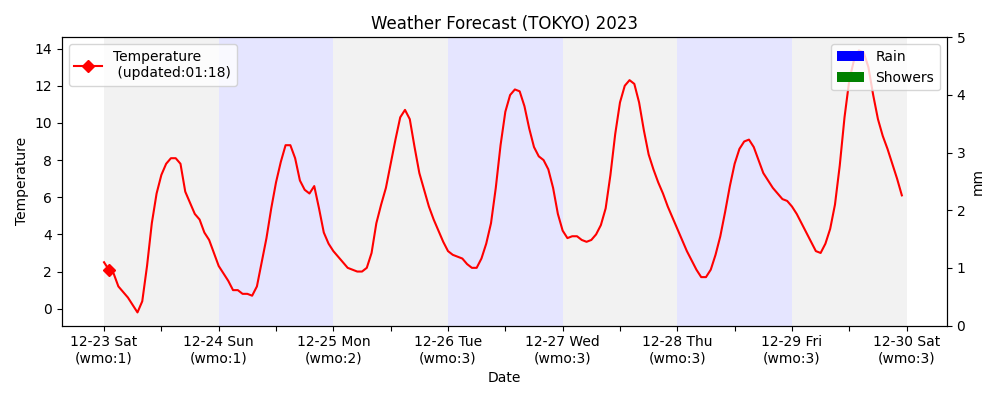 Weather Forecast (TOKYO) 2023
Temperature
(updated:01:18)
Rain
Showers
14
12
10
8
6
4
2
0
Temperature
5
4
3
2
1
0
mm
12-23 Sat
(wmo:1)
12-24 Sun
(wmo:1)
12-25 Mon
(wmo:2)
12-26 Tue
(wmo:3)
12-27 Wed
(wmo:3)
12-28 Thu
(wmo:3)
12-29 Fri
(wmo:3)
12-30 Sat
(wmo:3)
Date